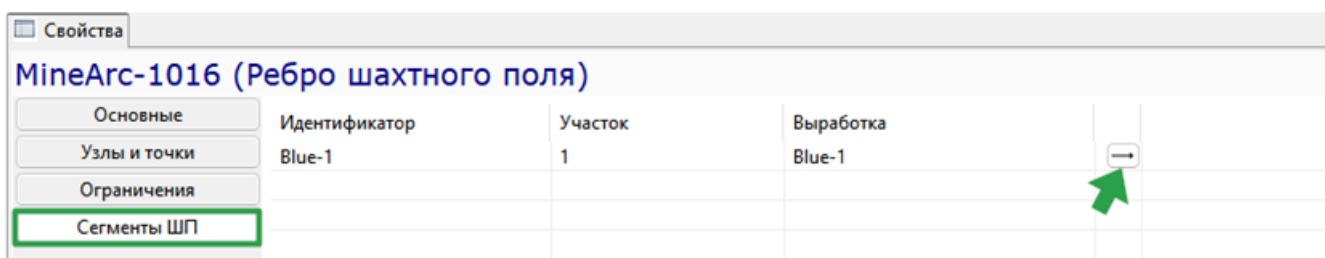 Свойства
MineArc-1016 (Ребро шахтного поля)
Основные
Идентификатор Участок Выработка
Узлы и точки
Blue-1 1 Blue-1
Ограничения
Сегменты ШП